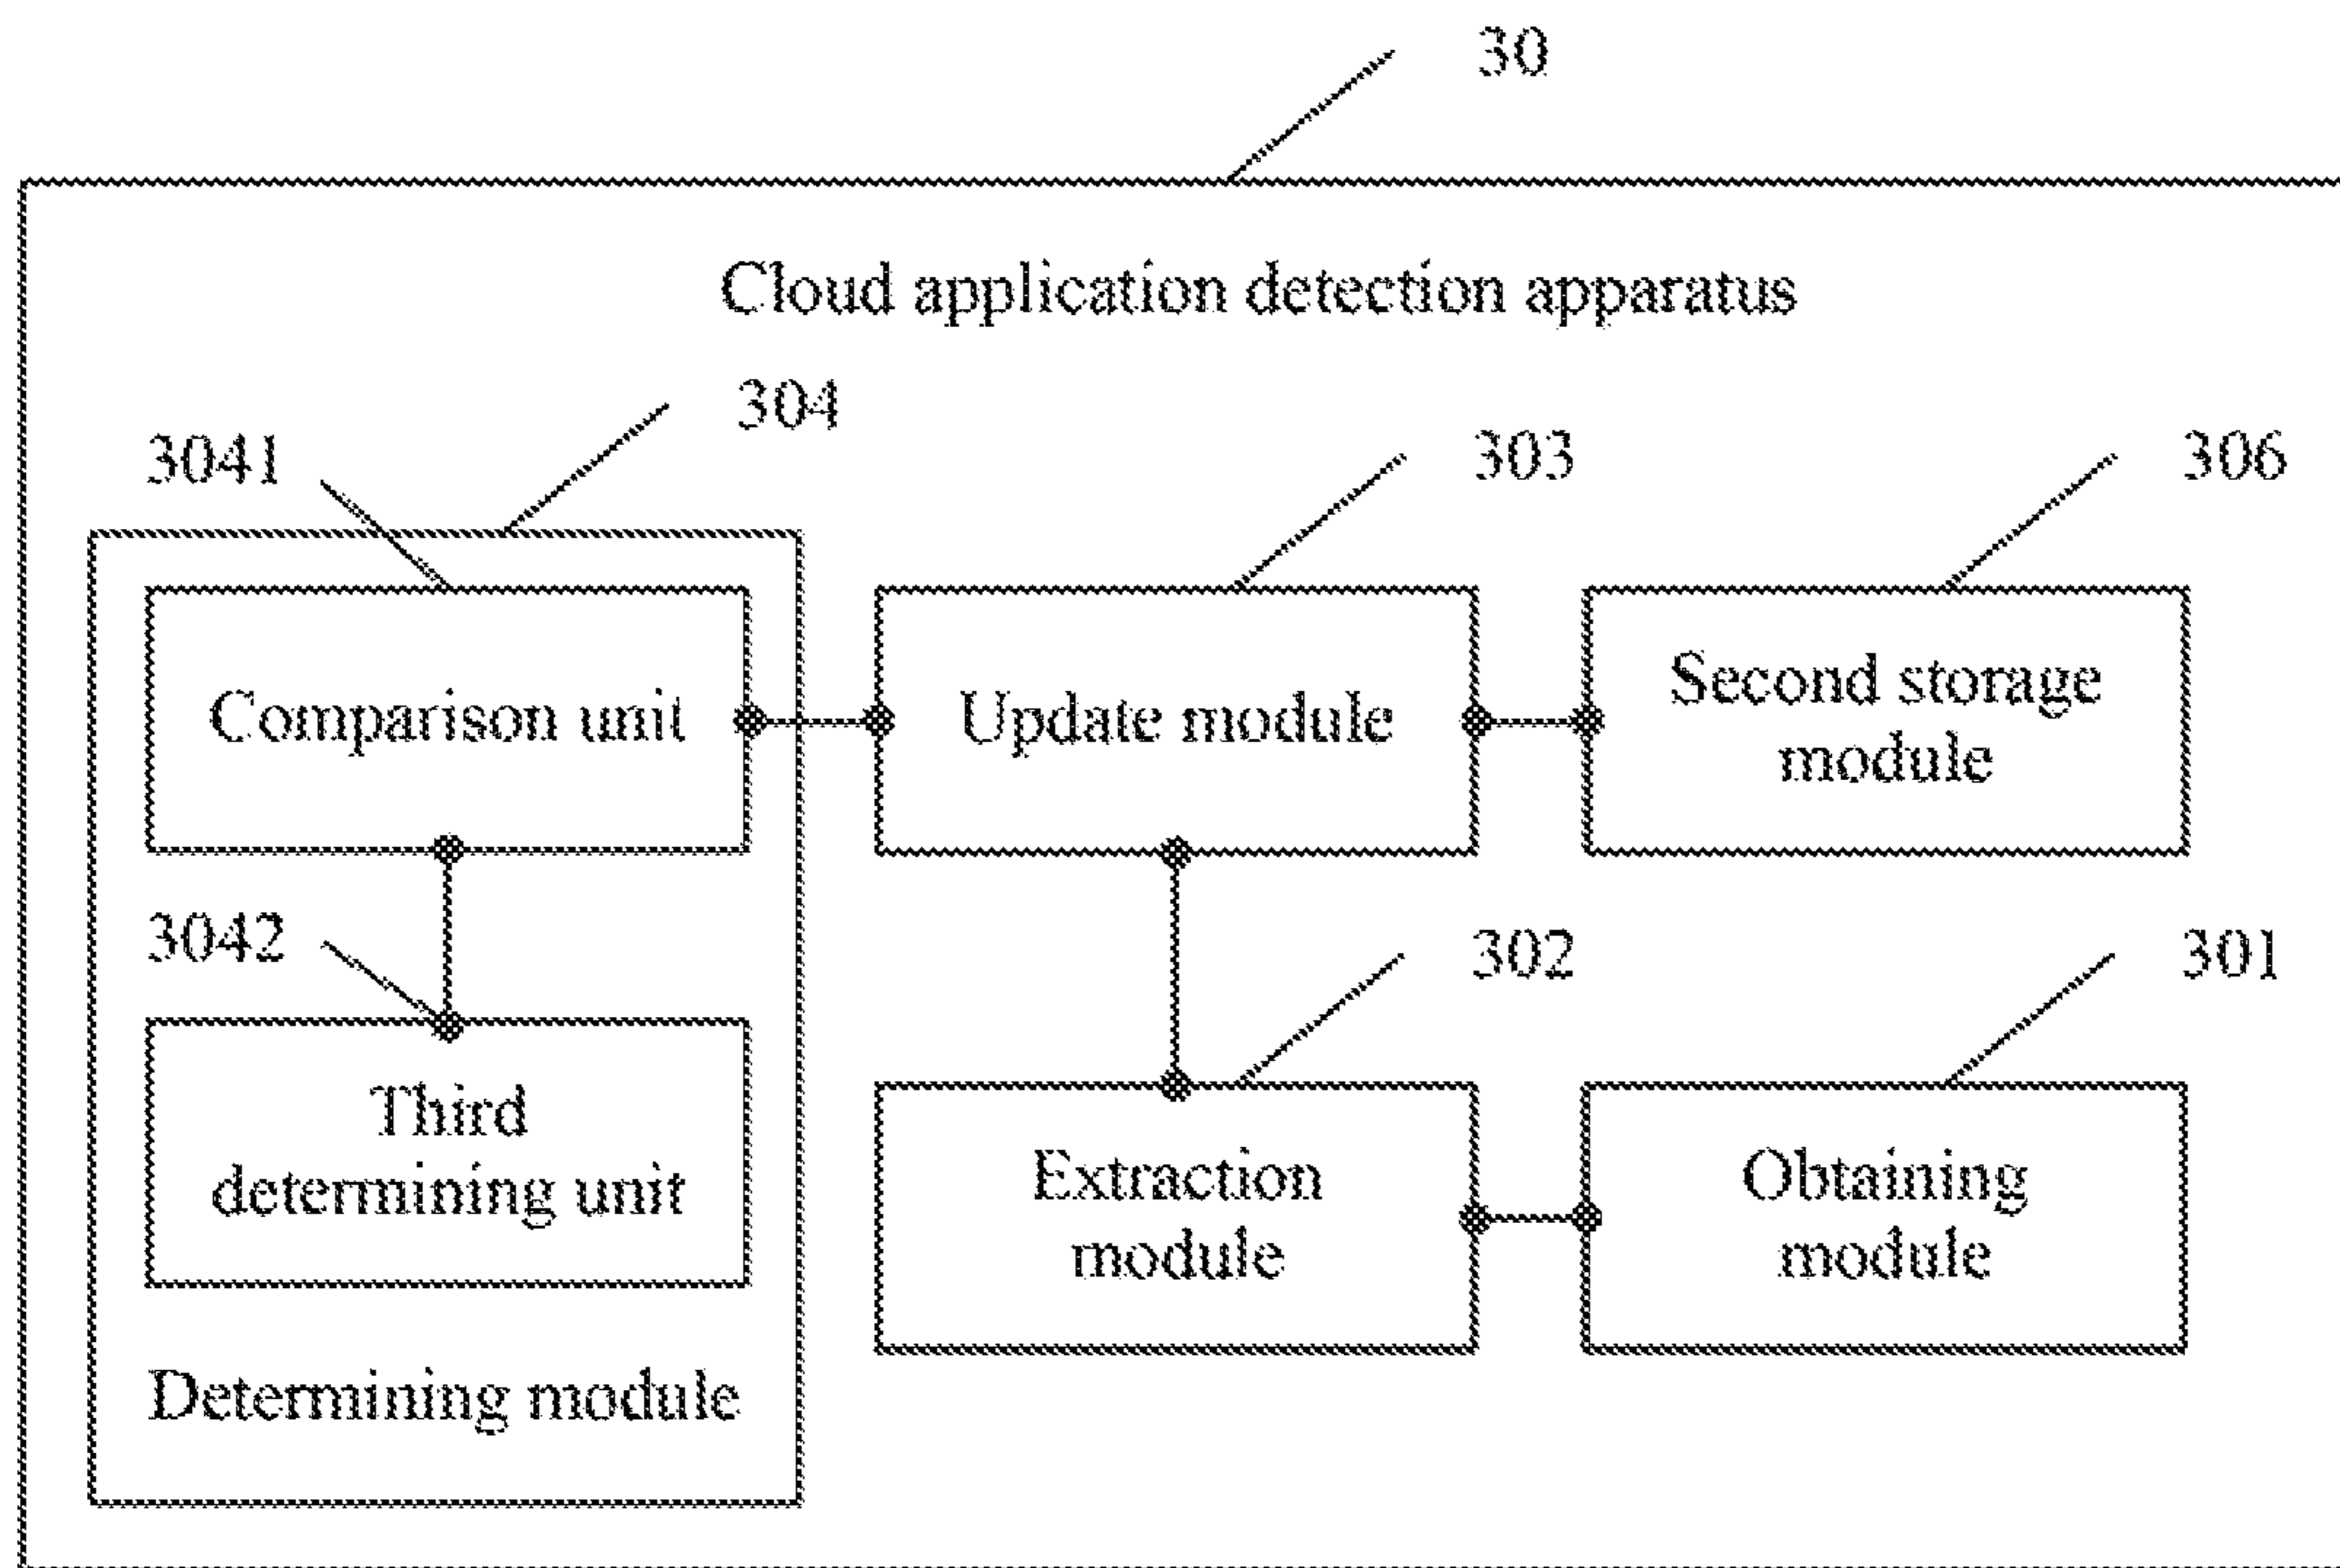 30
Cloud application detection apparatus
304
3041
303
306
Comparison unit
Update module
Second storage
module
3042
302
301
Third
determining unit
Extraction
module
Obtaining
module
Determining module